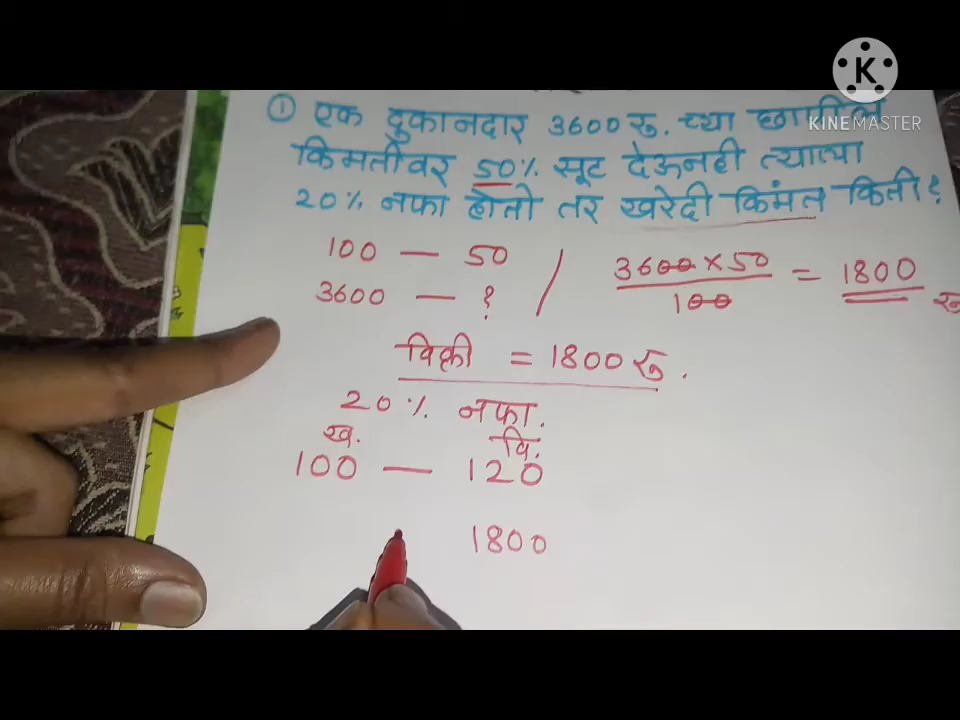 K
KINEMASTER
① एक दुकानदार 3600 रु. च्या छापील
किमतीवर 50% सूट देऊनही त्याला
20% नफा होतो तर खरेदी किंमत किती?
100 — 50 / 3600 × 50 / 100 = 1800 रु
3600 — ?
विक्री = 1800 रु.
20% नफा.
ख. वि.
100 — 120
1800